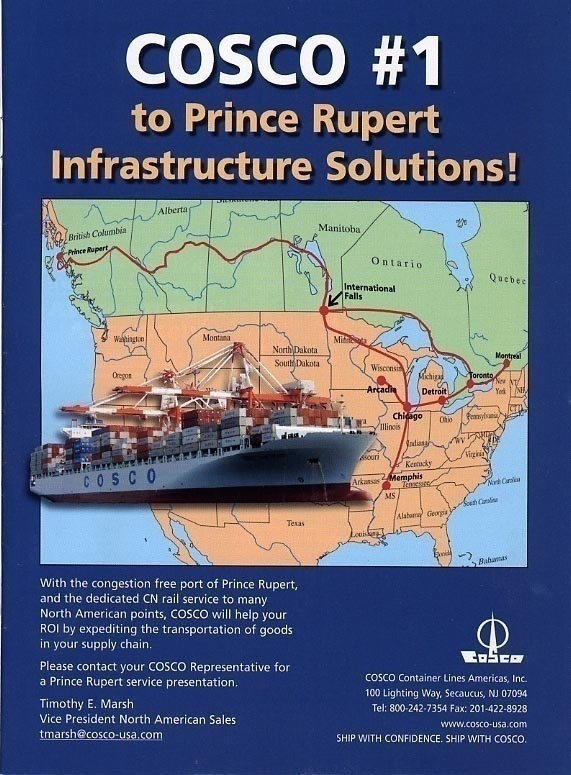 COSCO #1
to Prince Rupert
Infrastructure Solutions!
Alberta
British Columbia
Prince Rupert
Manitoba
Ontario
Quebec
International
Falls
Washington
Montana
North Dakota
South Dakota
Oregon
Wisconsin
Michigan
Montreal
Toronto
New
York
VT
NH
Arcadia
Detroit
Chicago
Ohio
Pennsylvania
Illinois
Indiana
WV
Virginia
Kentucky
Memphis
Tennessee
Arkansas
MS
North Carolina
South Carolina
Alabama
Georgia
Texas
Louisiana
Bahamas
COSCO
With the congestion free port of Prince Rupert,
and the dedicated CN rail service to many
North American points, COSCO will help your
ROI by expediting the transportation of goods
in your supply chain.
Please contact your COSCO Representative for
a Prince Rupert service presentation.
Timothy E. Marsh
Vice President North American Sales
tmarsh@cosco-usa.com
COSCO
COSCO Container Lines Americas, Inc.
100 Lighting Way, Secaucus, NJ 07094
Tel: 800-242-7354 Fax: 201-422-8928
www.cosco-usa.com
SHIP WITH CONFIDENCE. SHIP WITH COSCO.